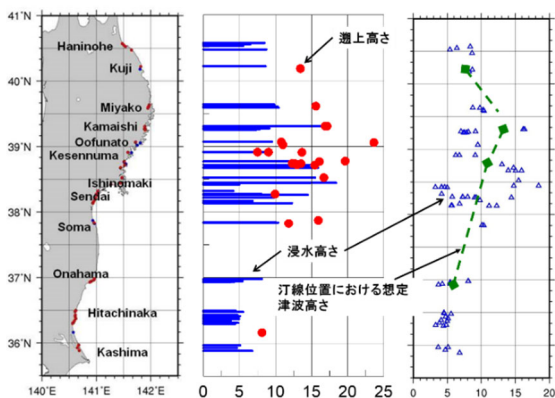 41°N
Haninohe
40°N
Kuji
Miyako
Kamaishi
39°N
Oofunato
Kesennuma
Ishinomaki
Sendai
38°N
Soma
37°N
Onahama
Hitachinaka
36°N
Kashima
140°E
141°E
142°E
遡上高さ
浸水高さ
汀線位置における想定
津波高さ
0
5
10
15
20
25
0
5
10
15
20